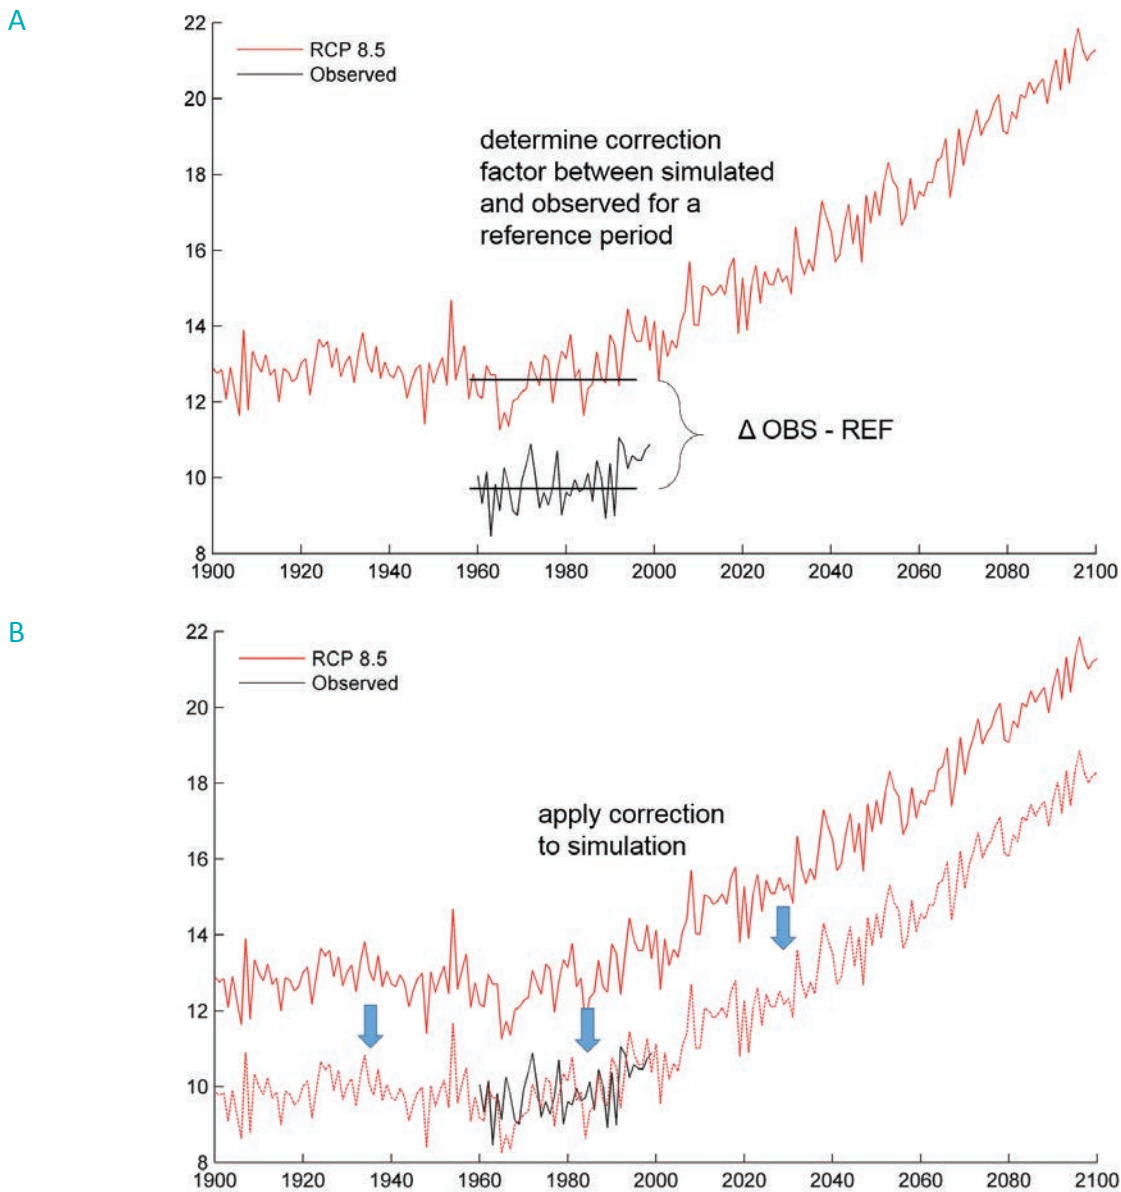 A
22
20
18
16
14
12
10
8
RCP 8.5
Observed
determine correction
factor between simulated
and observed for a
reference period
Δ OBS - REF
1900 1920 1940 1960 1980 2000 2020 2040 2060 2080 2100
B
22
20
18
16
14
12
10
8
RCP 8.5
Observed
apply correction
to simulation
1900 1920 1940 1960 1980 2000 2020 2040 2060 2080 2100